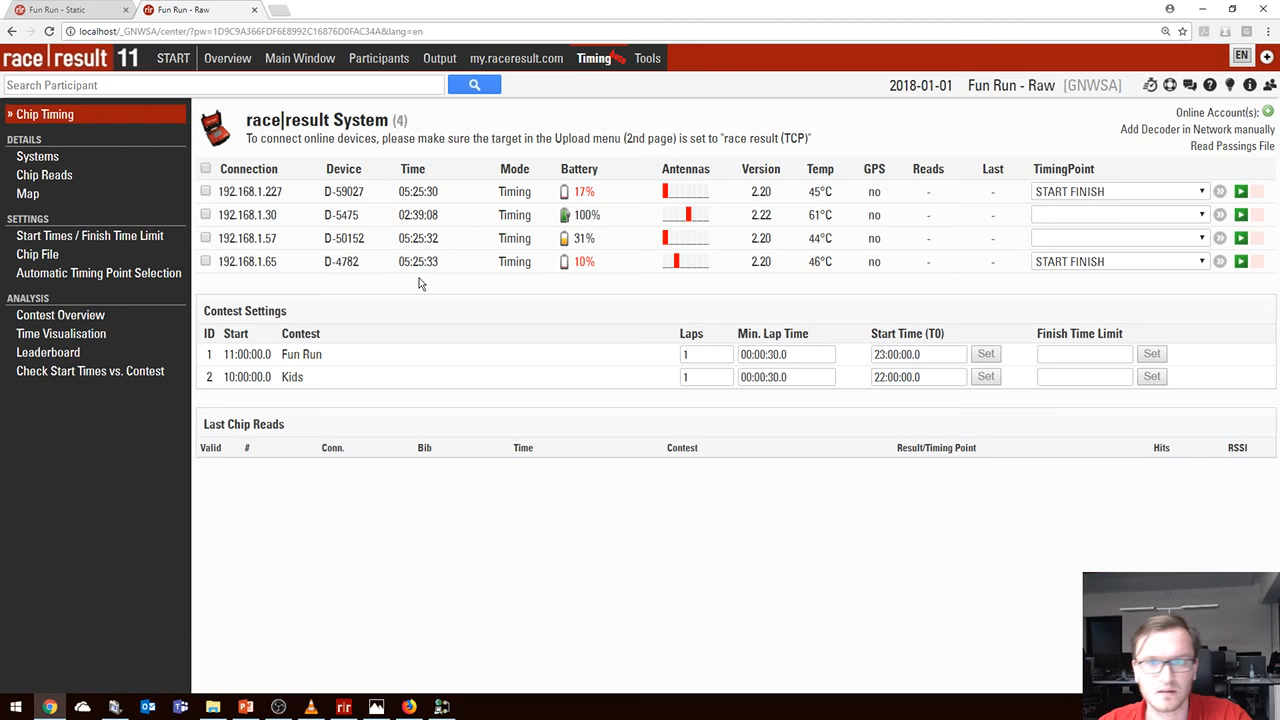 Fun Run - Static
Fun Run - Raw
localhost/_GNWSA/center/?pw=1D9C9A366FDF6E8992C16876D0FAC34A&lang=en
race|result 11 START Overview Main Window Participants Output my.raceresult.com Timing Tools EN
Search Participant
2018-01-01 Fun Run - Raw [GNWSA]
» Chip Timing
DETAILS
Systems
Chip Reads
Map
SETTINGS
Start Times / Finish Time Limit
Chip File
Automatic Timing Point Selection
ANALYSIS
Contest Overview
Time Visualisation
Leaderboard
Check Start Times vs. Contest
race|result System (4)
To connect online devices, please make sure the target in the Upload menu (2nd page) is set to "race result (TCP)"
Online Account(s):
Add Decoder in Network manually
Read Passings File
Connection Device Time Mode Battery Antennas Version Temp GPS Reads Last TimingPoint
192.168.1.227 D-59027 05:25:30 Timing 17% 2.20 45°C no - - START FINISH
192.168.1.30 D-5475 02:39:08 Timing 100% 2.22 61°C no - -
192.168.1.57 D-50152 05:25:32 Timing 31% 2.20 44°C no - -
192.168.1.65 D-4782 05:25:33 Timing 10% 2.20 46°C no - - START FINISH
Contest Settings
ID Start Contest Laps Min. Lap Time Start Time (T0) Finish Time Limit
1 11:00:00.0 Fun Run 1 00:00:30.0 23:00:00.0 Set Set
2 10:00:00.0 Kids 1 00:00:30.0 22:00:00.0 Set Set
Last Chip Reads
Valid # Conn. Bib Time Contest Result/Timing Point Hits RSSI